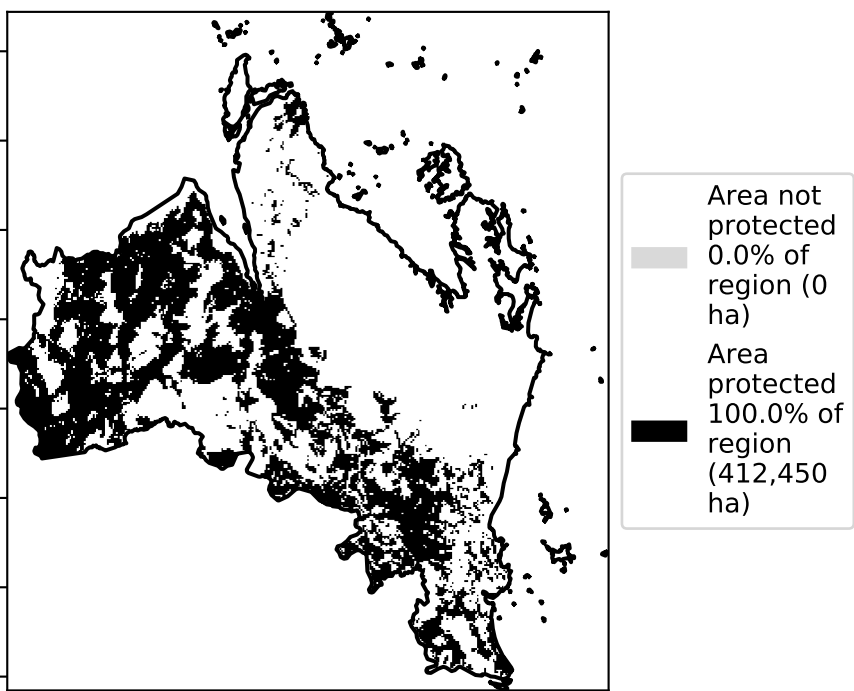 Area not
protected
0.0% of
region (0
ha)
Area
protected
100.0% of
region
(412,450
ha)